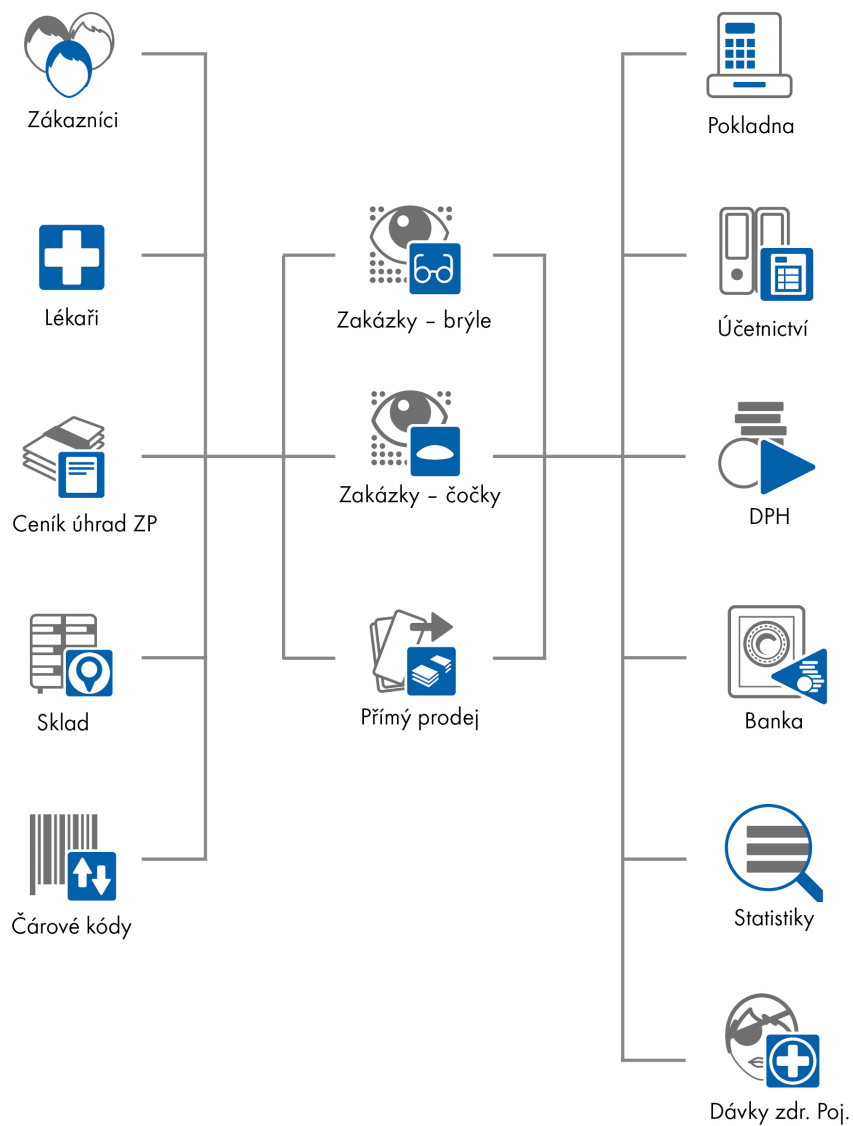 Zákazníci
Lékaři
Ceník úhrad ZP
Sklad
Čárové kódy
Zakázky – brýle
Zakázky – čočky
Přímý prodej
Pokladna
Účetnictví
DPH
Banka
Statistiky
Dávky zdr. Poj.